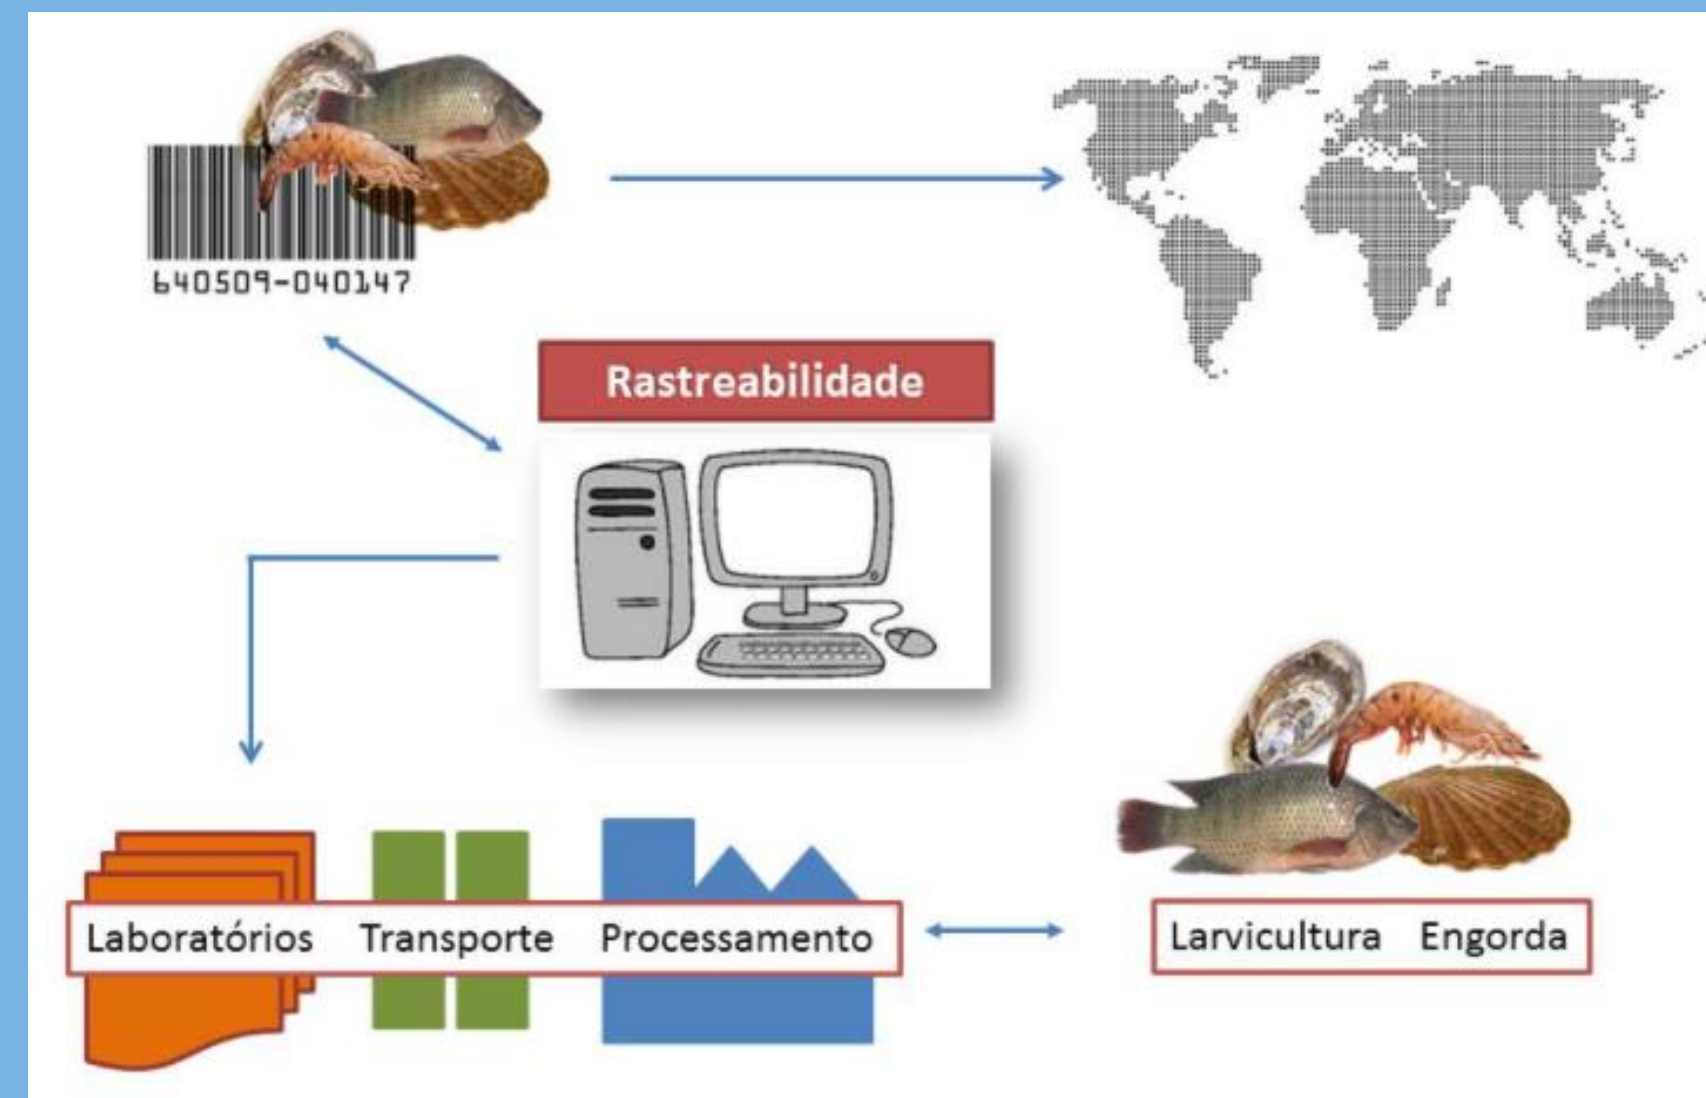 640509-040147
Rastreabilidade
Laboratórios Transporte Processamento
Larvicultura Engorda